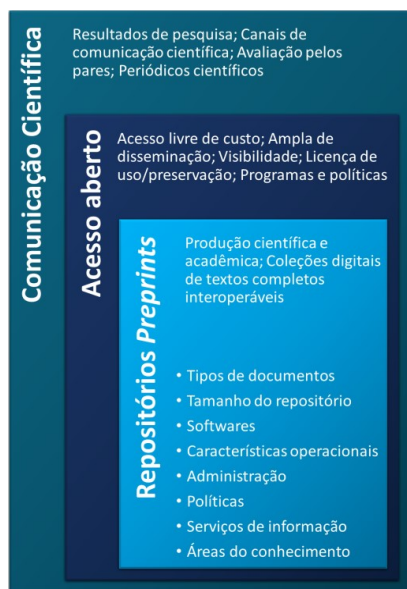 Comunicação Científica
Resultados de pesquisa; Canais de
comunicação científica; Avaliação pelos
pares; Periódicos científicos
Acesso aberto
Acesso livre de custo; Ampla de
disseminação; Visibilidade; Licença de
uso/preservação; Programas e políticas
Repositórios Preprints
Produção científica e
acadêmica; Coleções digitais
de textos completos
interoperáveis
• Tipos de documentos
• Tamanho do repositório
• Softwares
• Características operacionais
• Administração
• Políticas
• Serviços de informação
• Áreas do conhecimento